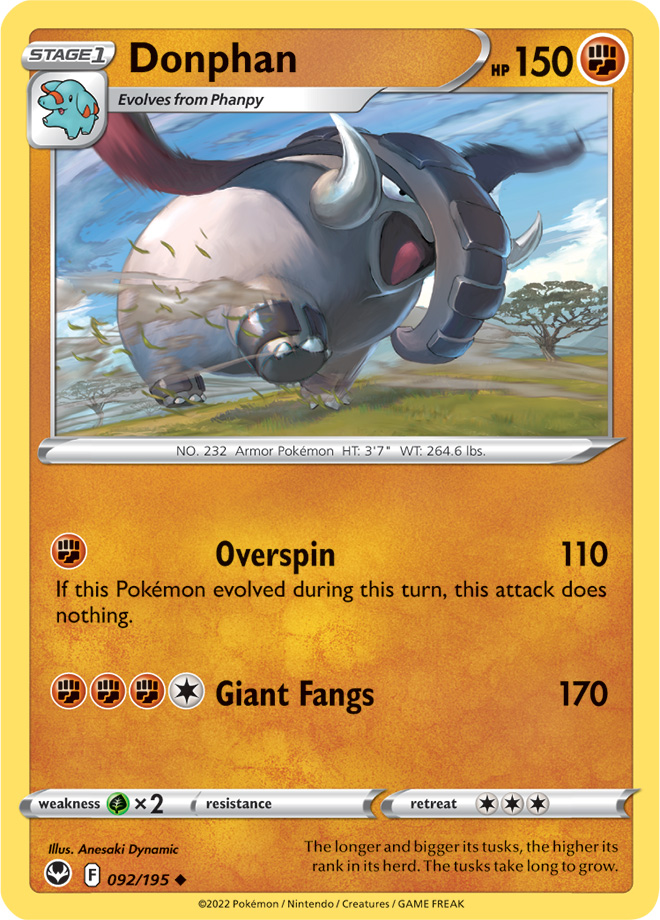 STAGE 1
Donphan
HP 150
Evolves from Phanpy
NO. 232 Armor Pokémon HT: 3'7" WT: 264.6 lbs.
Overspin 110
If this Pokémon evolved during this turn, this attack does
nothing.
Giant Fangs 170
weakness ×2 resistance retreat
Illus. Anesaki Dynamic
The longer and bigger its tusks, the higher its
rank in its herd. The tusks take long to grow.
F 092/195
©2022 Pokémon / Nintendo / Creatures / GAME FREAK